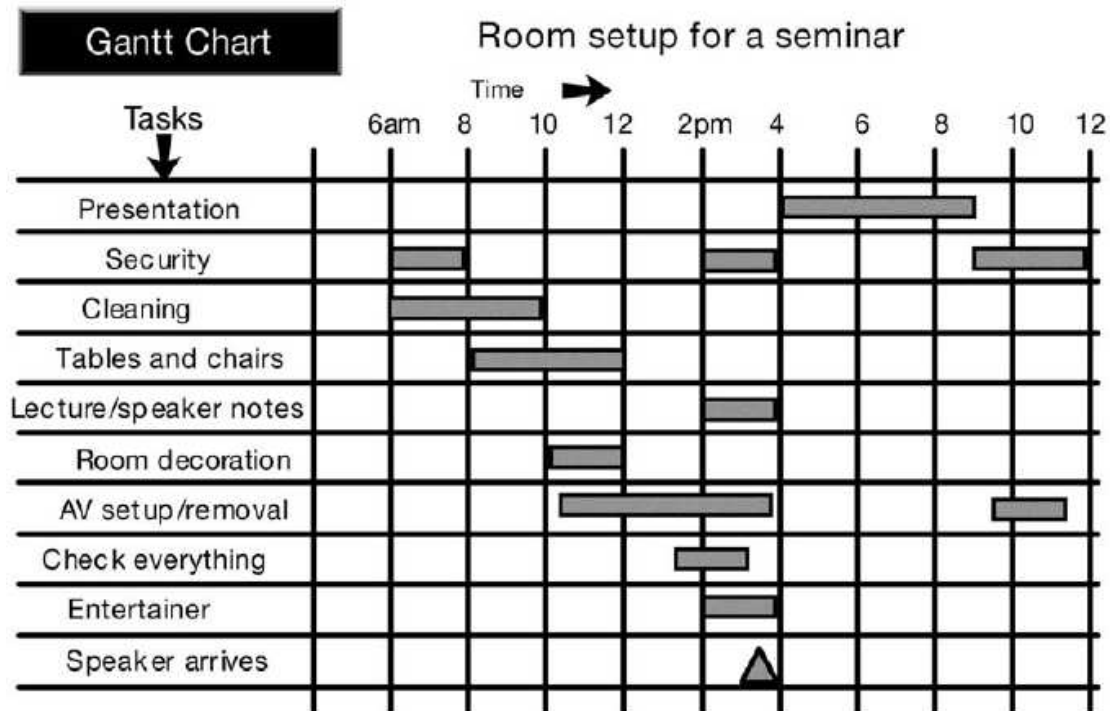 Gantt Chart
Room setup for a seminar
Time
Tasks
6am 8 10 12 2pm 4 6 8 10 12
Presentation
Security
Cleaning
Tables and chairs
Lecture/speaker notes
Room decoration
AV setup/removal
Check everything
Entertainer
Speaker arrives